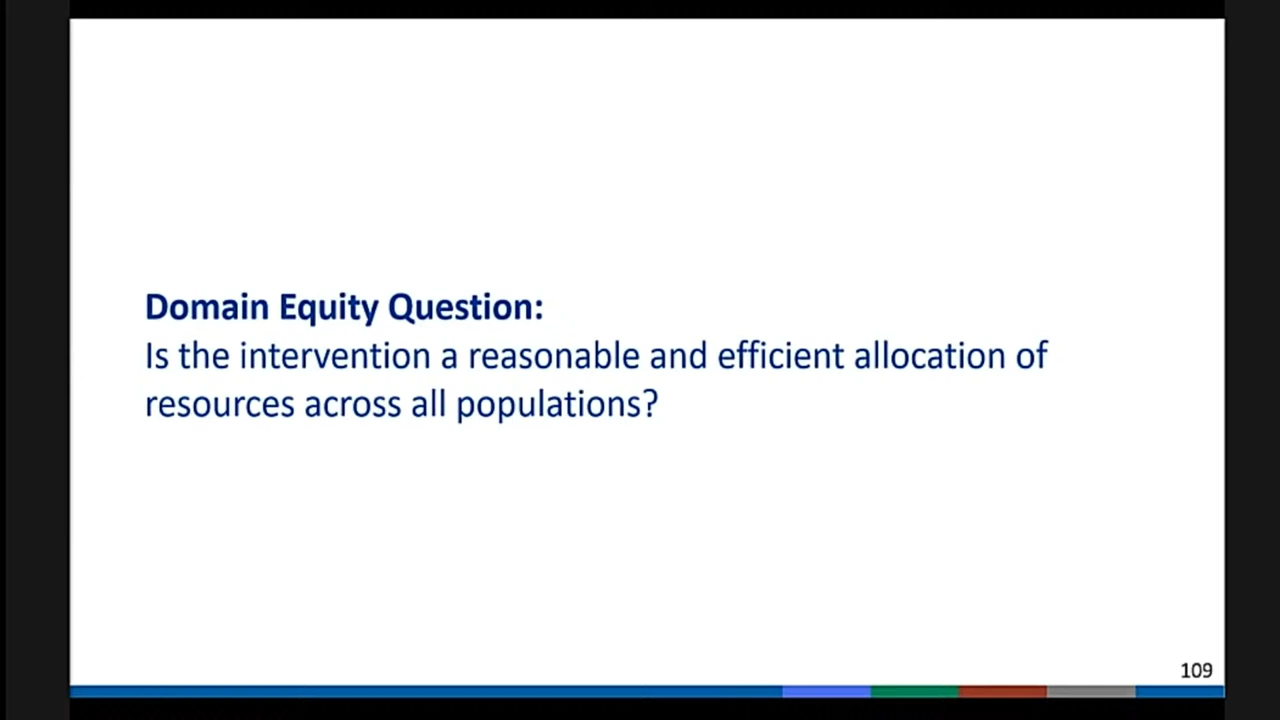 Domain Equity Question:
Is the intervention a reasonable and efficient allocation of
resources across all populations?
109